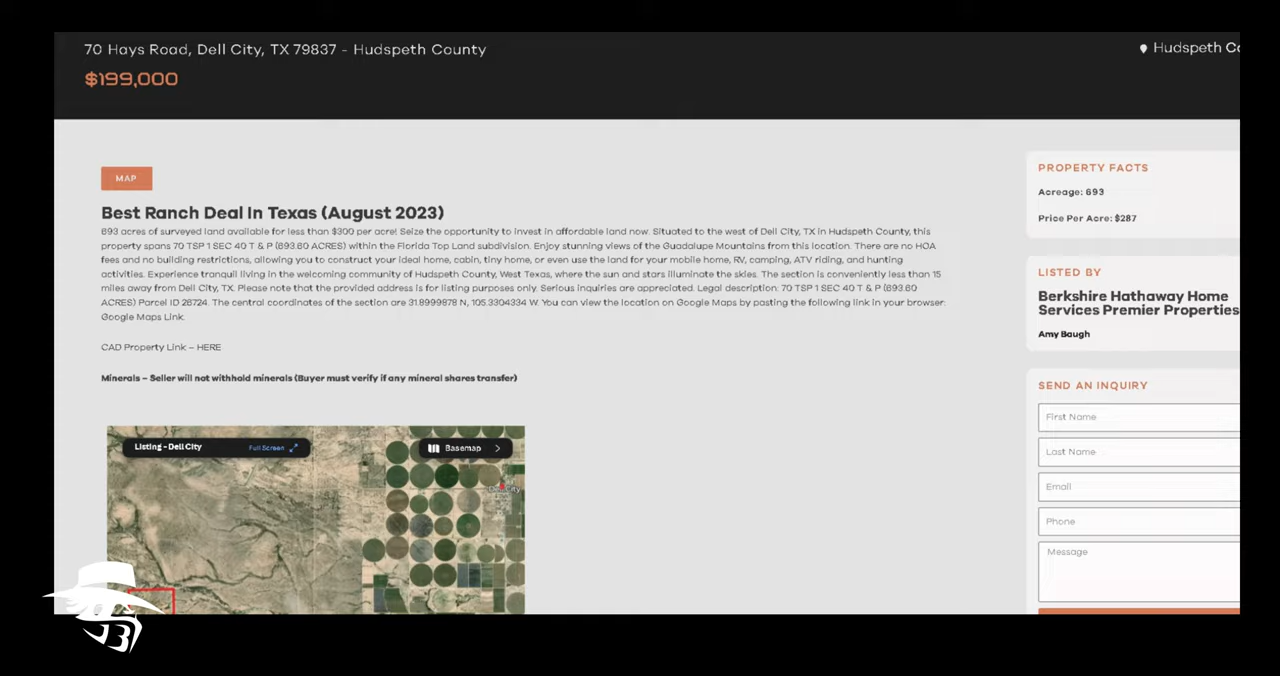 70 Hays Road, Dell City, TX 79837 - Hudspeth County
$199,000
Hudspeth Co
MAP
Best Ranch Deal In Texas (August 2023)
693 acres of surveyed land available for less than $300 per acre! Seize the opportunity to invest in affordable land now. Situated to the west of Dell City, TX in Hudspeth County, this
property spans 70 TSP 1 SEC 40 T & P (693.60 ACRES) within the Florida Top Land subdivision. Enjoy stunning views of the Guadalupe Mountains from this location. There are no HOA
fees and no building restrictions, allowing you to construct your ideal home, cabin, tiny home, or even use the land for your mobile home, RV, camping, ATV riding, and hunting
activities. Experience tranquil living in the welcoming community of Hudspeth County, West Texas, where the sun and stars illuminate the skies. The section is conveniently less than 15
miles away from Dell City, TX. Please note that the provided address is for listing purposes only. Serious inquiries are appreciated. Legal description: 70 TSP 1 SEC 40 T & P (693.60
ACRES) Parcel ID 26724. The central coordinates of the section are 31.8999878 N, 105.3304334 W. You can view the location on Google Maps by pasting the following link in your browser:
Google Maps Link.
CAD Property Link – HERE
Minerals – Seller will not withhold minerals (Buyer must verify if any mineral shares transfer)
Listing - Dell City
Full Screen
Basemap
Dell City
PROPERTY FACTS
Acreage: 693
Price Per Acre: $287
LISTED BY
Berkshire Hathaway Home
Services Premier Properties
Amy Baugh
SEND AN INQUIRY
First Name
Last Name
Email
Phone
Message